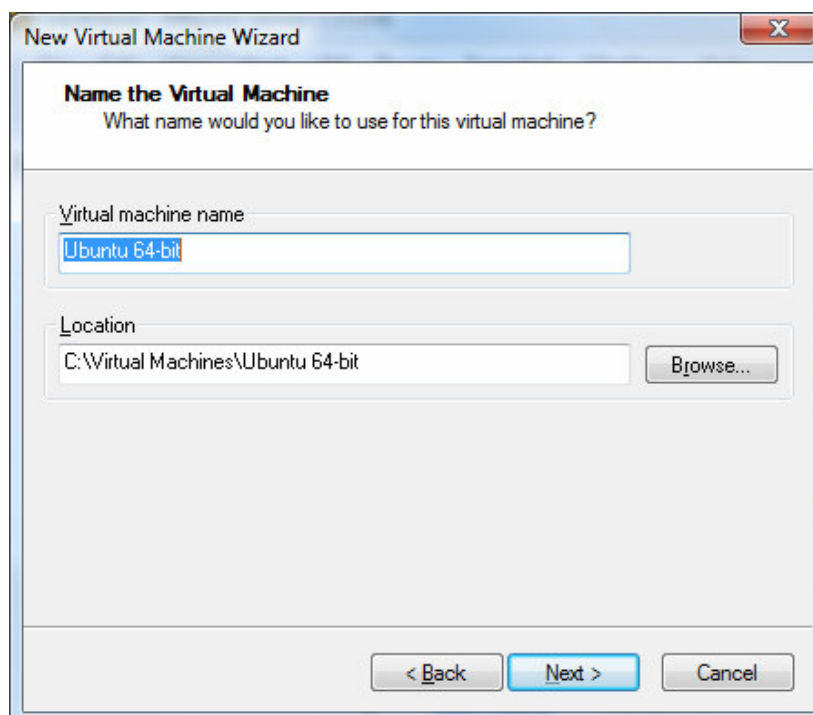 New Virtual Machine Wizard
Name the Virtual Machine
What name would you like to use for this virtual machine?
Virtual machine name
Ubuntu 64-bit
Location
C:\Virtual Machines\Ubuntu 64-bit
Browse...
< Back Next > Cancel